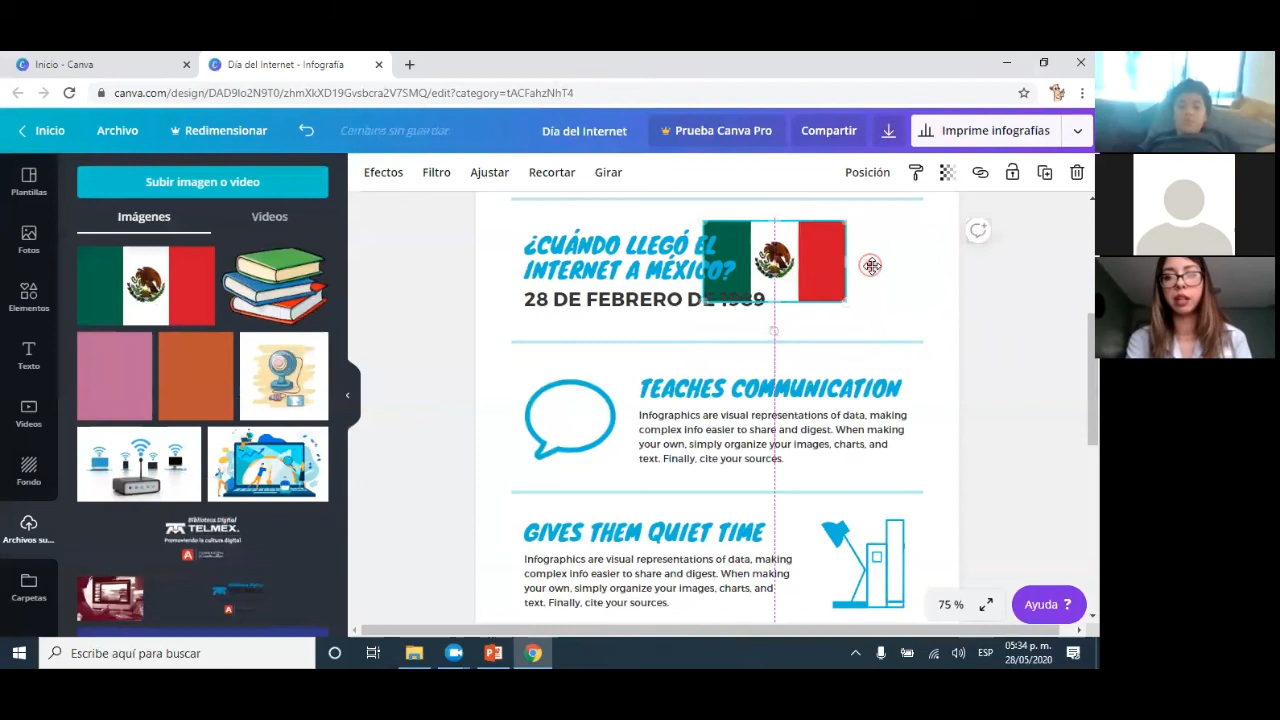 Inicio - Canva
Día del Internet - Infografía
canva.com/design/DAD9Io2N9T0/zhmXkXD19Gvsbcra2V7SMQ/edit?category=tACFahzNhT4
Inicio
Archivo
Redimensionar
Cambios sin guardar
Día del Internet
Prueba Canva Pro
Compartir
Imprime infografías
Plantillas
Fotos
Elementos
Texto
Videos
Fondo
Archivos su...
Carpetas
Subir imagen o video
Imágenes
Videos
Biblioteca Digital
TELMEX.
Promoviendo la cultura digital
Efectos
Filtro
Ajustar
Recortar
Girar
Posición
¿CUÁNDO LLEGÓ EL
INTERNET A MÉXICO?
28 DE FEBRERO DE 1989
TEACHES COMMUNICATION
Infographics are visual representations of data, making
complex info easier to share and digest. When making
your own, simply organize your images, charts, and
text. Finally, cite your sources.
GIVES THEM QUIET TIME
Infographics are visual representations of data, making
complex info easier to share and digest. When making
your own, simply organize your images, charts, and
text. Finally, cite your sources.
75 %
Ayuda ?
Escribe aquí para buscar
ESP
05:34 p. m.
28/05/2020